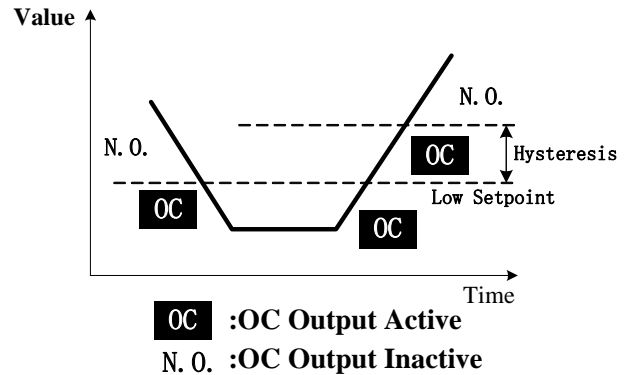 Value
N.O.
N.O.
OC
Hysteresis
Low Setpoint
OC
OC
Time
OC :OC Output Active
N.O. :OC Output Inactive